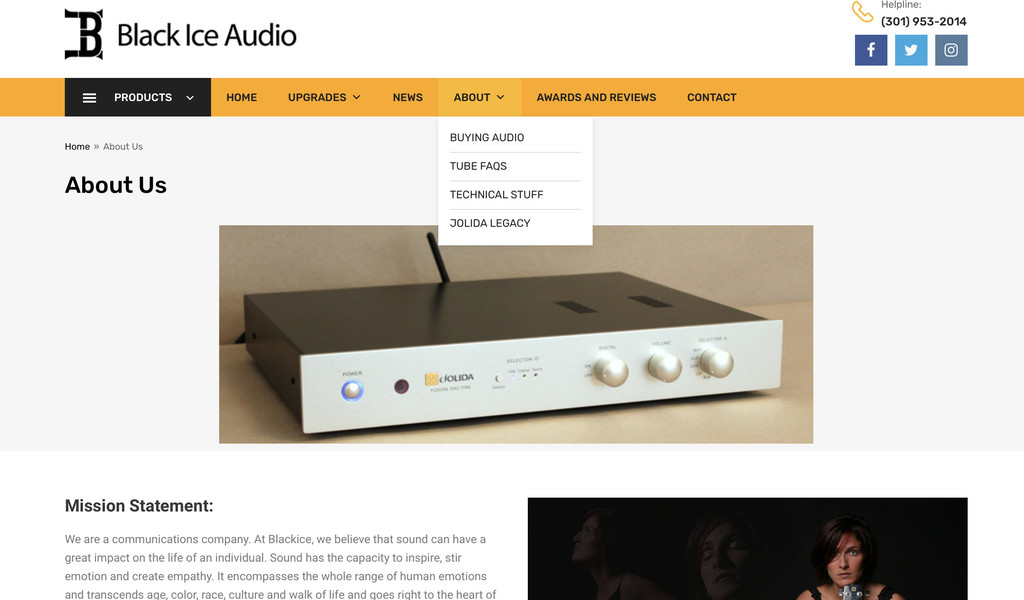 Helpline:
(301) 953-2014
B
Black Ice Audio
PRODUCTS
HOME
UPGRADES
NEWS
ABOUT
AWARDS AND REVIEWS
CONTACT
BUYING AUDIO
TUBE FAQS
TECHNICAL STUFF
JOLIDA LEGACY
Home » About Us
About Us
POWER
JOLIDA
FUSION DAC PRE
SELECTOR D
DIGITAL
VOLUME
SELECTOR A
Mission Statement:
We are a communications company. At Blackice, we believe that sound can have a
great impact on the life of an individual. Sound has the capacity to inspire, stir
emotion and create empathy. It encompasses the whole range of human emotions
and transcends age, color, race, culture and walk of life and goes right to the heart of